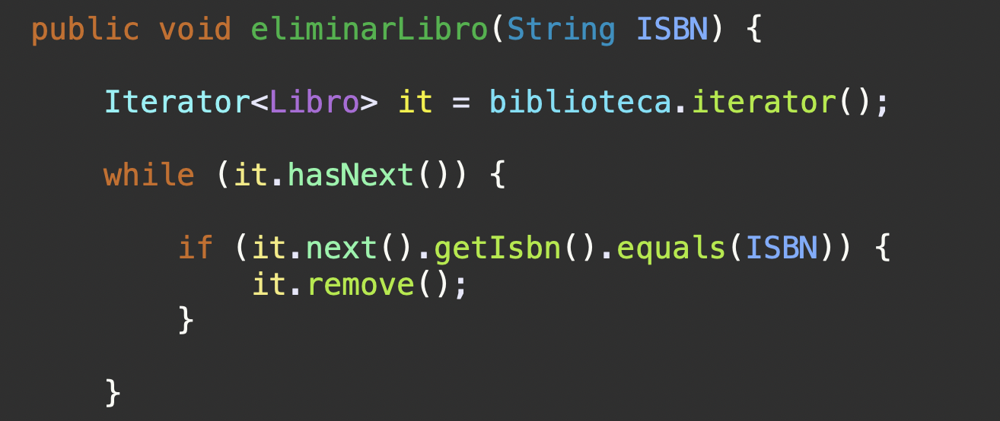 public void eliminarLibro(String ISBN) {
Iterator<Libro> it = biblioteca.iterator();
while (it.hasNext()) {
if (it.next().getIsbn().equals(ISBN)) {
it.remove();
}
}